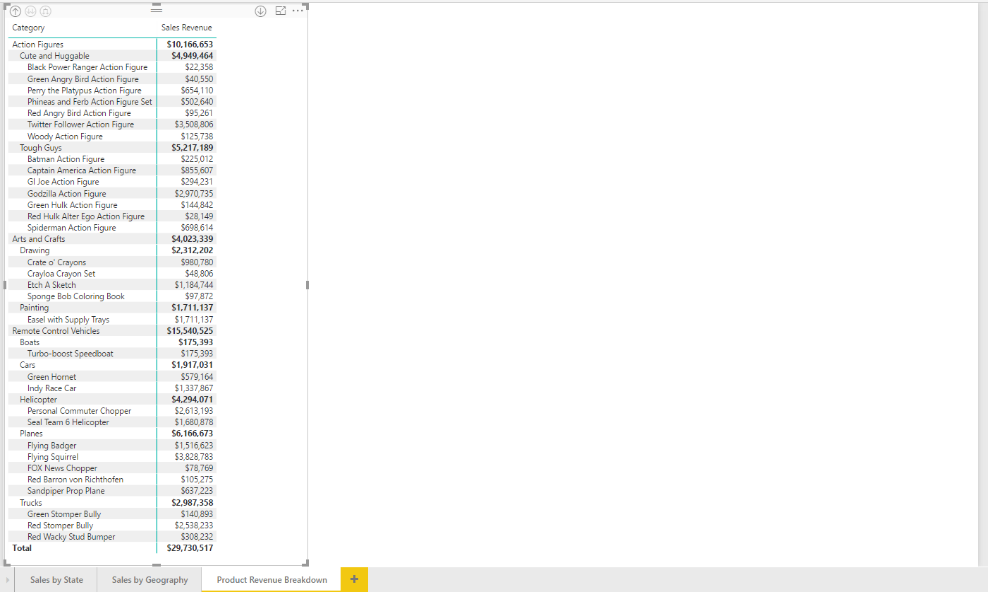 Category Sales Revenue
Action Figures $10,166,653
Cute and Huggable $4,949,464
Black Power Ranger Action Figure $22,358
Green Angry Bird Action Figure $40,550
Perry the Platypus Action Figure $654,110
Phineas and Ferb Action Figure Set $502,640
Red Angry Bird Action Figure $95,261
Twitter Follower Action Figure $3,508,806
Woody Action Figure $125,738
Tough Guys $5,217,189
Batman Action Figure $225,012
Captain America Action Figure $855,607
GI Joe Action Figure $294,231
Godzilla Action Figure $2,970,735
Green Hulk Action Figure $144,842
Red Hulk Alter Ego Action Figure $28,149
Spiderman Action Figure $698,614
Arts and Crafts $4,023,339
Drawing $2,312,202
Crate o' Crayons $980,780
Crayloa Crayon Set $48,806
Etch A Sketch $1,184,744
Sponge Bob Coloring Book $97,872
Painting $1,711,137
Easel with Supply Trays $1,711,137
Remote Control Vehicles $15,540,525
Boats $175,393
Turbo-boost Speedboat $175,393
Cars $1,917,031
Green Hornet $579,164
Indy Race Car $1,337,867
Helicopter $4,294,071
Personal Commuter Chopper $2,613,193
Seal Team 6 Helicopter $1,680,878
Planes $6,166,673
Flying Badger $1,516,623
Flying Squirrel $3,828,783
FOX News Chopper $78,769
Red Barron von Richthofen $105,275
Sandpiper Prop Plane $637,223
Trucks $2,987,358
Green Stomper Bully $140,893
Red Stomper Bully $2,538,233
Red Wacky Stud Bumper $308,232
Total $29,730,517
Sales by State Sales by Geography Product Revenue Breakdown +